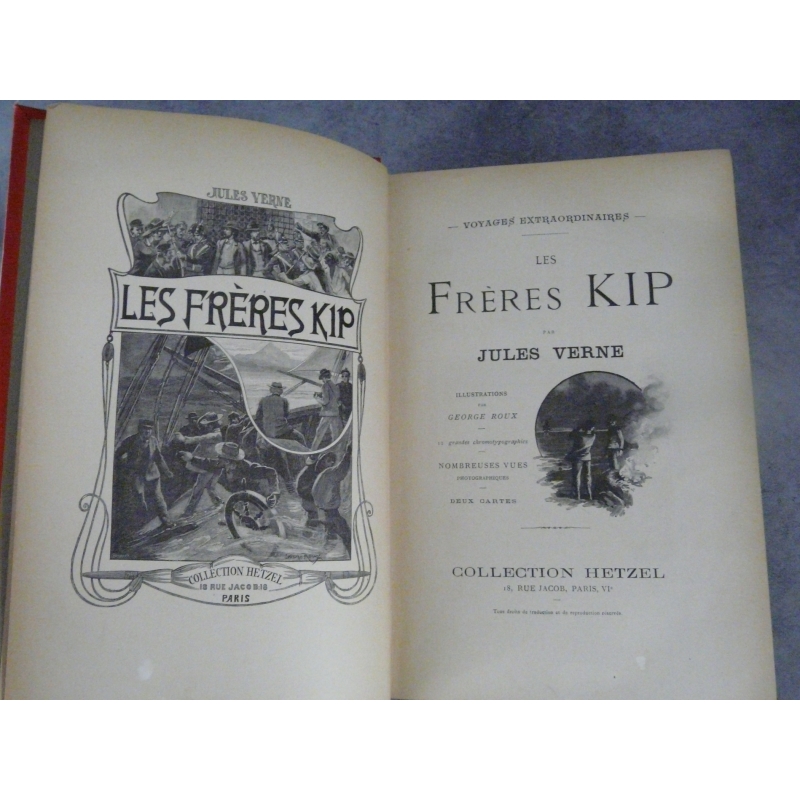 JULES VERNE
LES FRÈRES KIP
COLLECTION HETZEL
18 RUE JACOB 18
PARIS
— VOYAGES EXTRAORDINAIRES —
LES
FRÈRES KIP
PAR
JULES VERNE
ILLUSTRATIONS
PAR
GEORGE ROUX
grandes chromotypographies
NOMBREUSES VUES
PHOTOGRAPHIQUES
DEUX CARTES
COLLECTION HETZEL
18, RUE JACOB, PARIS, VIe
Tous droits de traduction et de reproduction réservés.